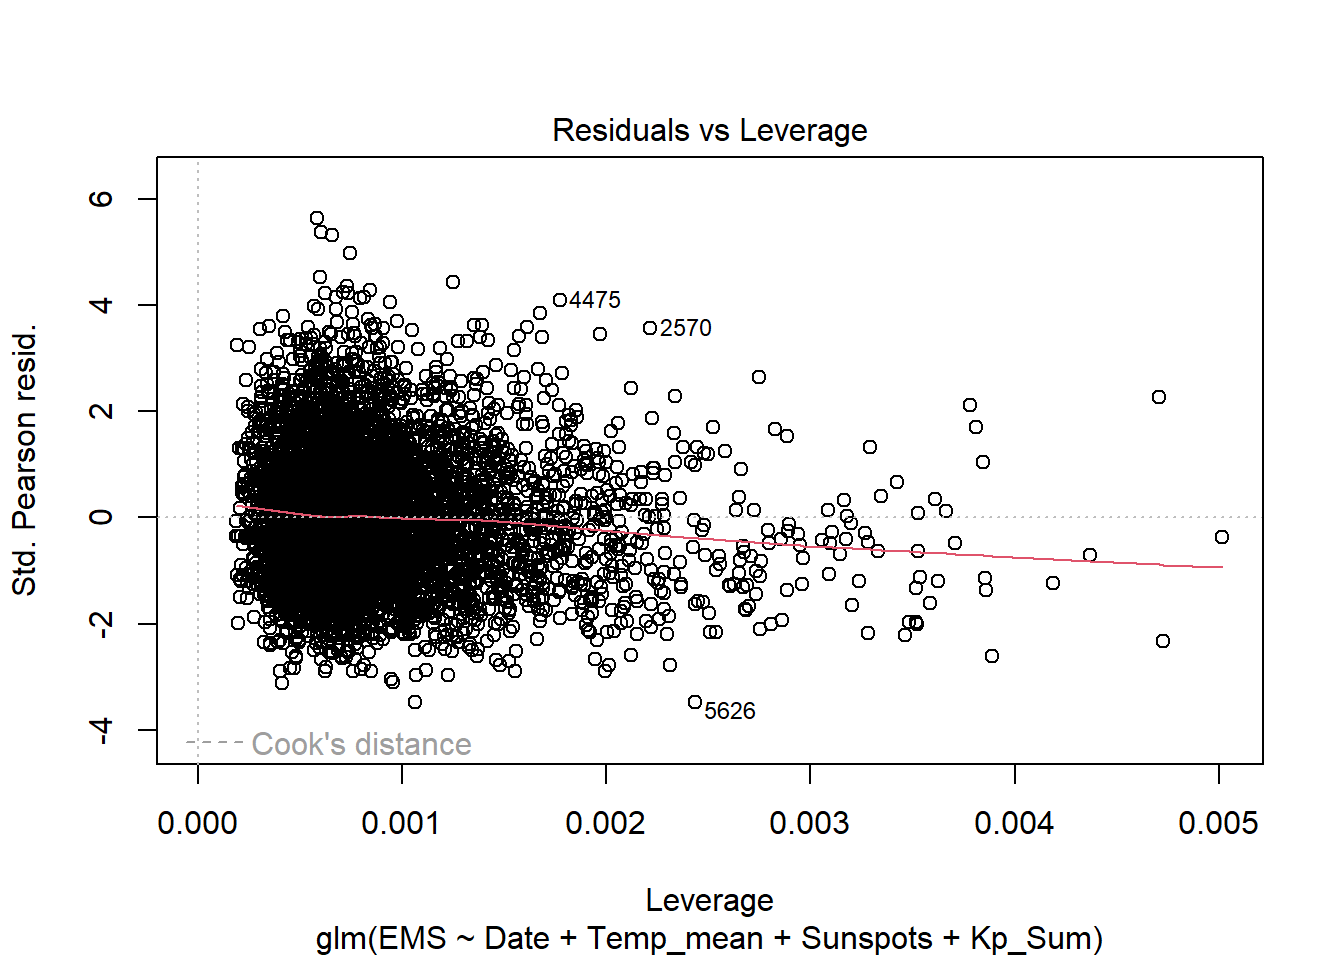 Residuals vs Leverage
Std. Pearson resid.
6
4
2
0
-2
-4
4475
2570
5626
Cook's distance
0.000 0.001 0.002 0.003 0.004 0.005
Leverage
glm(EMS ~ Date + Temp_mean + Sunspots + Kp_Sum)